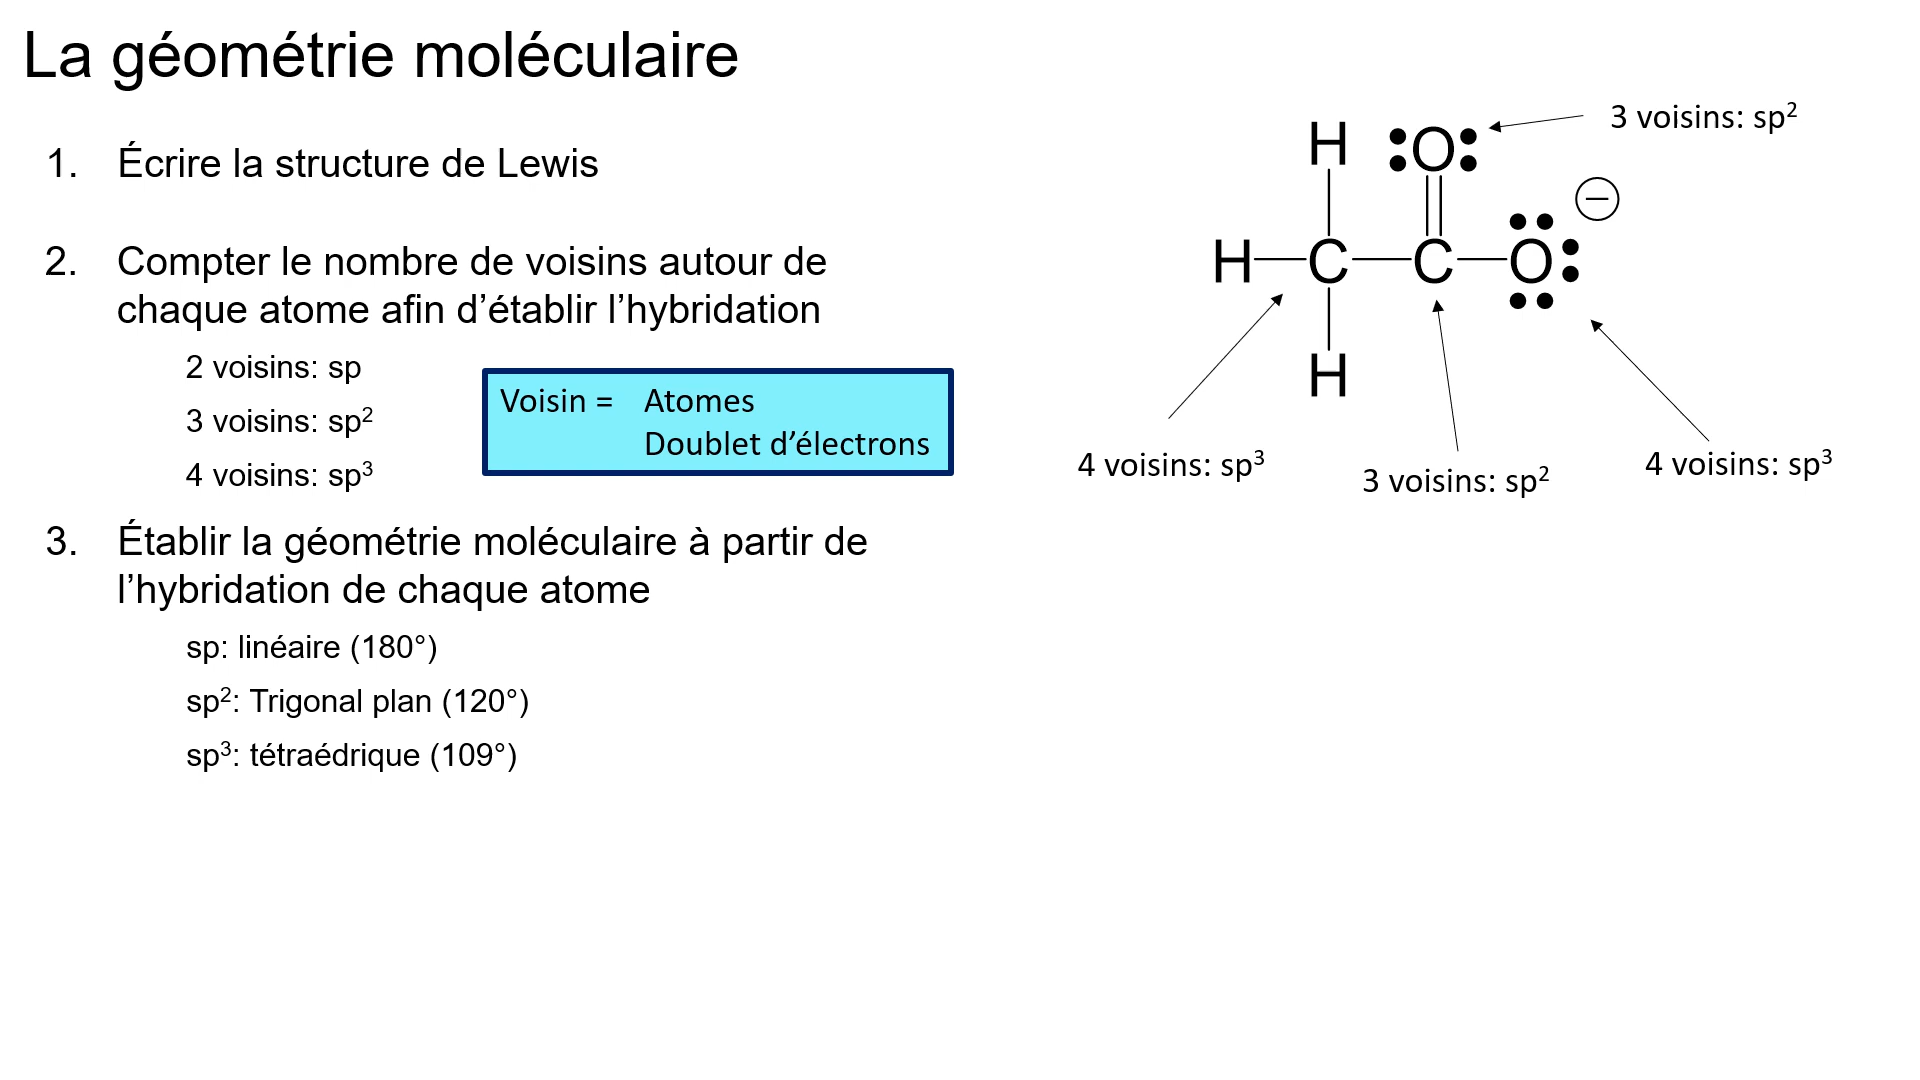 La géométrie moléculaire
1. Écrire la structure de Lewis
2. Compter le nombre de voisins autour de
chaque atome afin d’établir l’hybridation
2 voisins: sp
3 voisins: sp²
4 voisins: sp³
Voisin = Atomes
Doublet d’électrons
3. Établir la géométrie moléculaire à partir de
l’hybridation de chaque atome
sp: linéaire (180°)
sp²: Trigonal plan (120°)
sp³: tétraédrique (109°)
3 voisins: sp²
H O
H C C O −
H
4 voisins: sp³
3 voisins: sp²
4 voisins: sp³